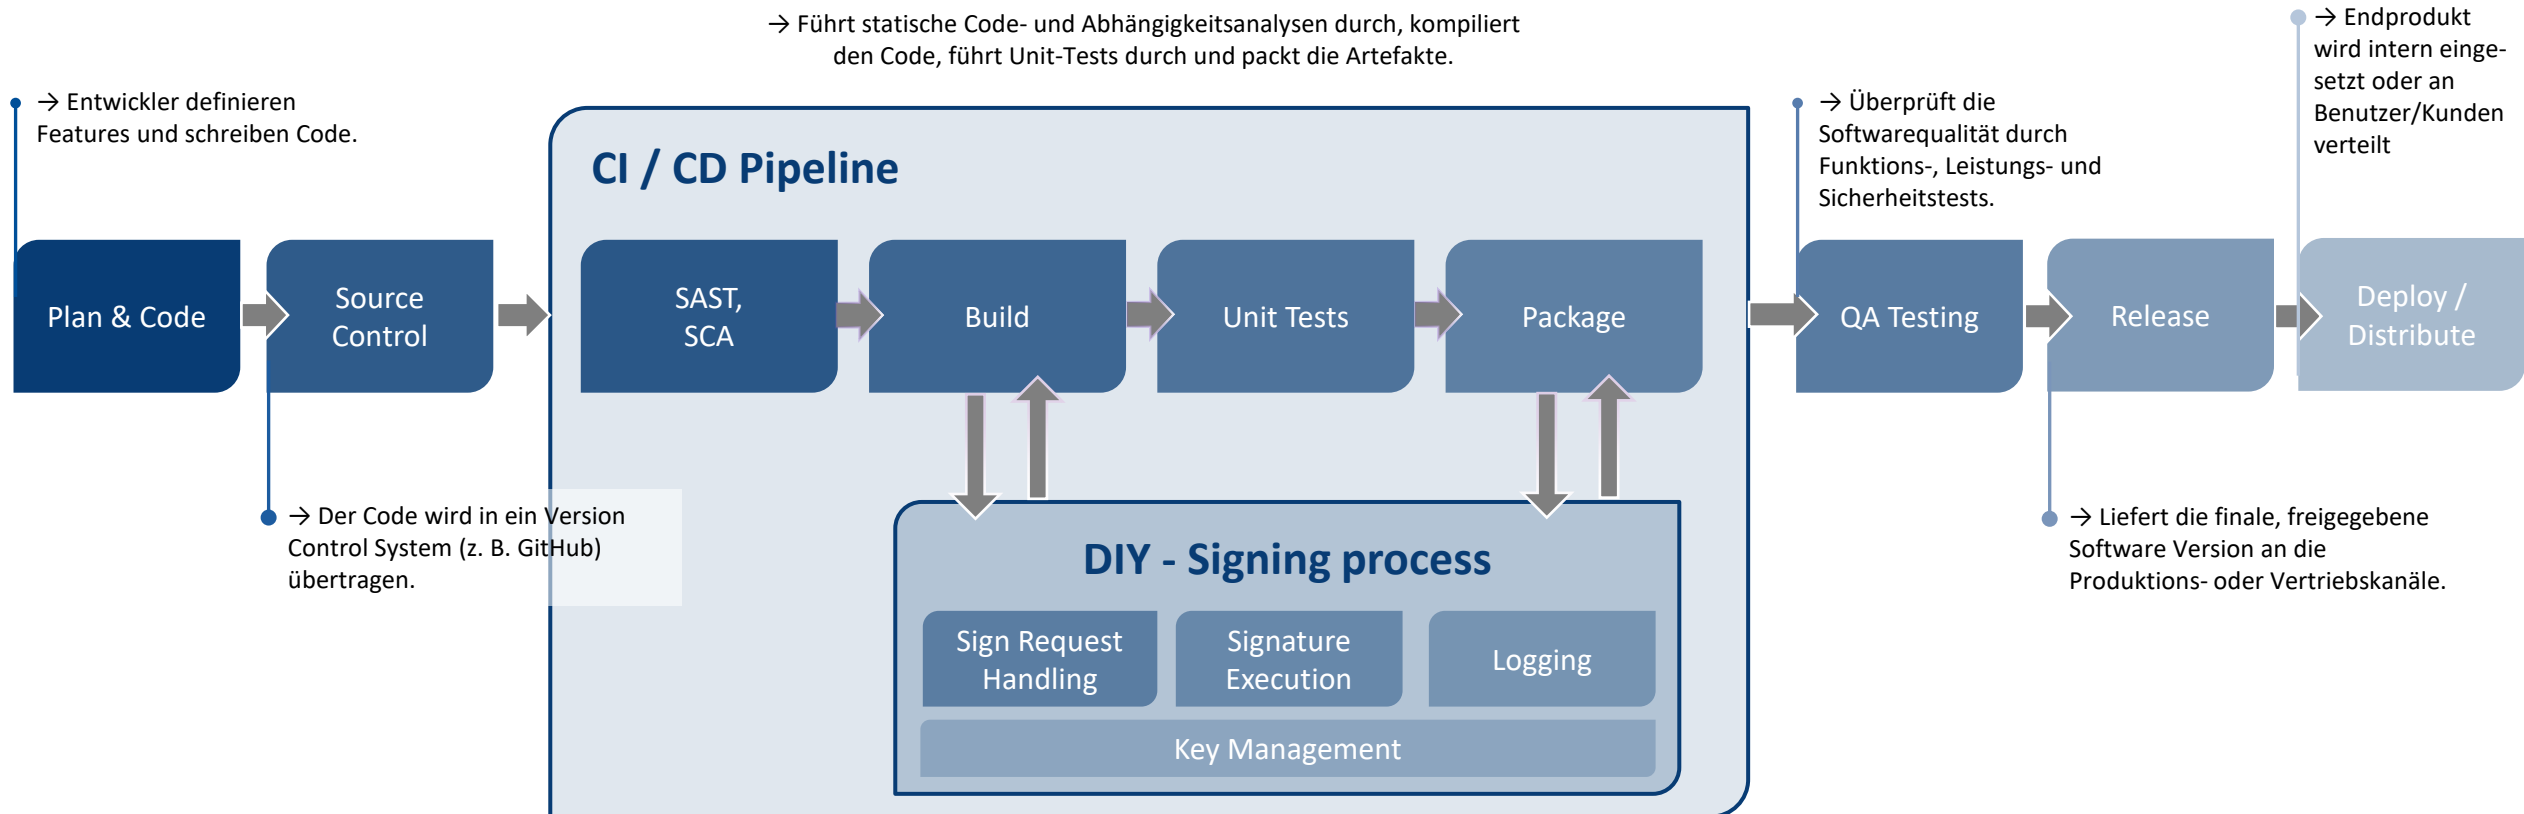 → Führt statische Code- und Abhängigkeitsanalysen durch, kompiliert
den Code, führt Unit-Tests durch und packt die Artefakte.
→ Endprodukt
wird intern einge-
setzt oder an
Benutzer/Kunden
verteilt
→ Entwickler definieren
Features und schreiben Code.
→ Überprüft die
Softwarequalität durch
Funktions-, Leistungs- und
Sicherheitstests.
CI / CD Pipeline
Plan & Code
Source
Control
SAST,
SCA
Build
Unit Tests
Package
QA Testing
Release
Deploy /
Distribute
→ Der Code wird in ein Version
Control System (z. B. GitHub)
übertragen.
→ Liefert die finale, freigegebene
Software Version an die
Produktions- oder Vertriebskanäle.
DIY - Signing process
Sign Request
Handling
Signature
Execution
Logging
Key Management